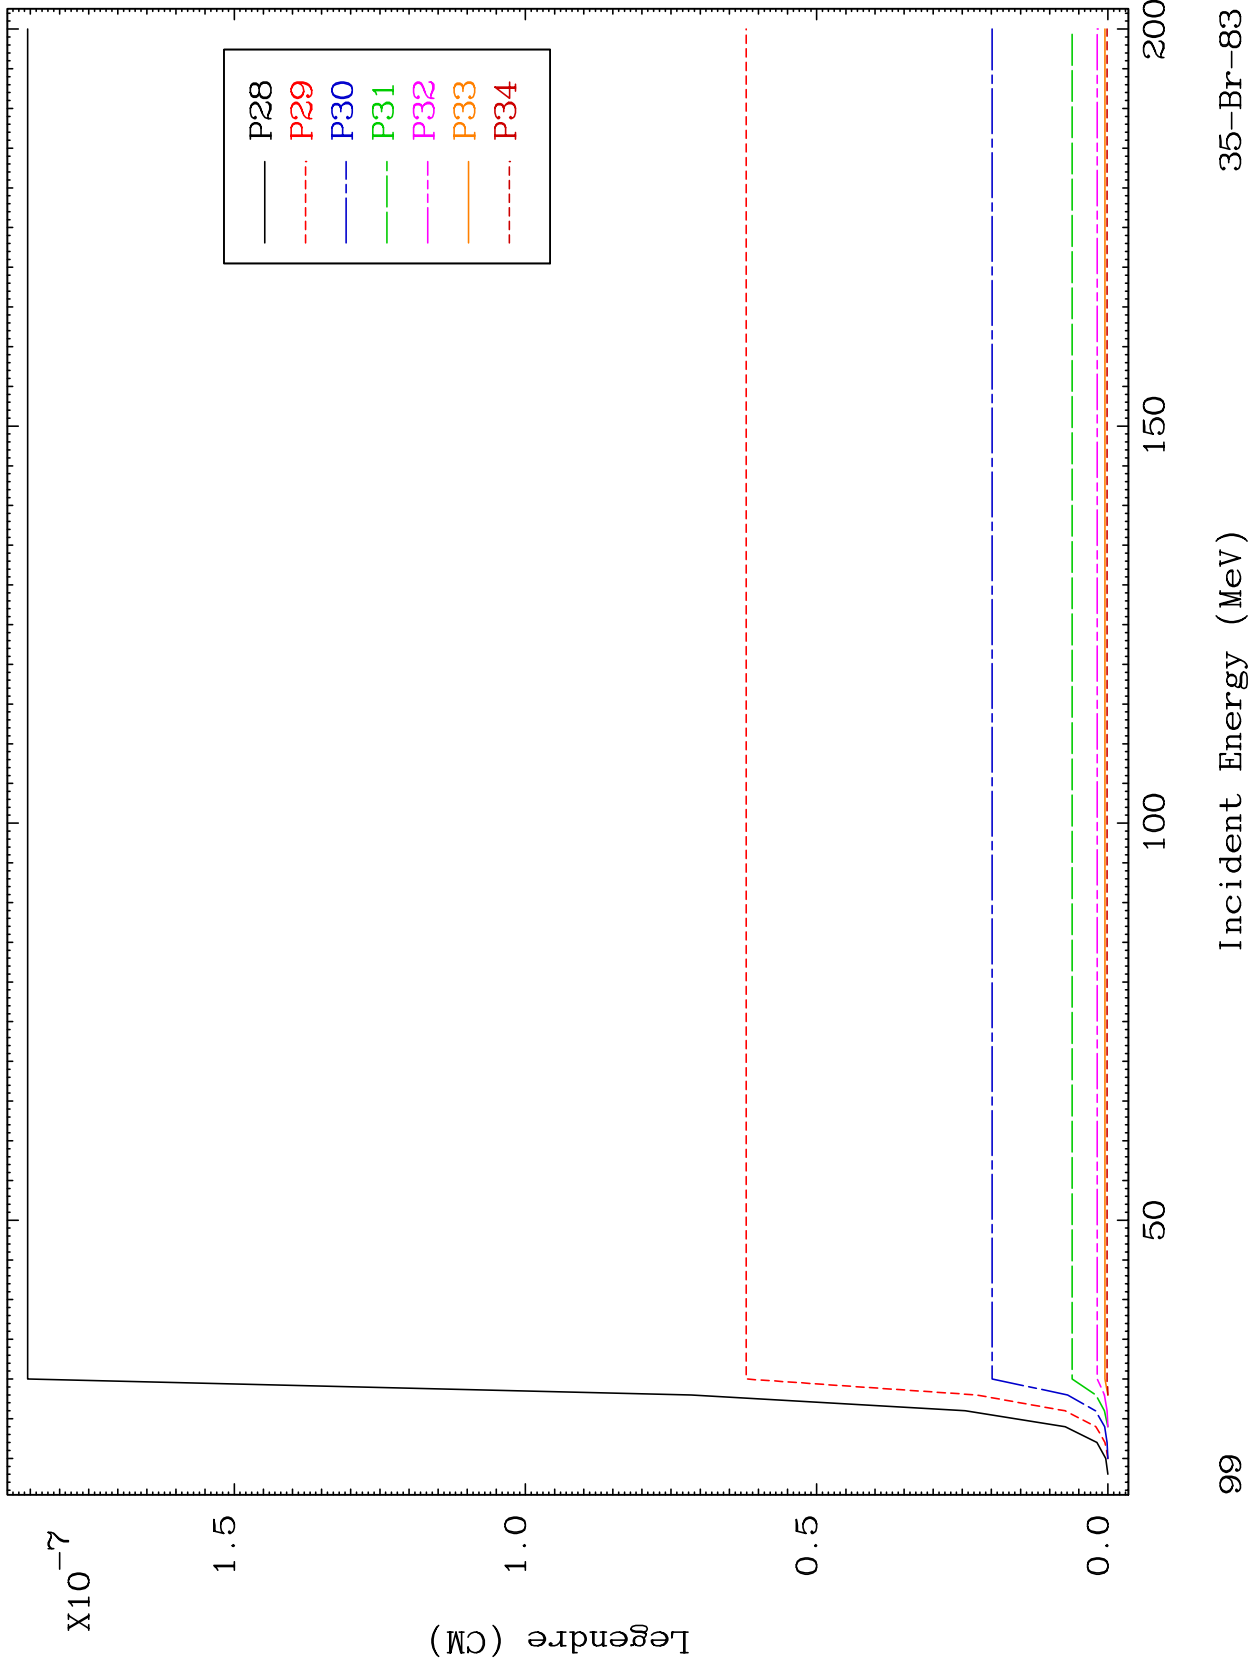 X10-7
1.5
1.0
0.5
0.0
Legendre (CM)
P28
P29
P30
P31
P32
P33
P34
50
100
150
200
Incident Energy (MeV)
99
35-Br-83